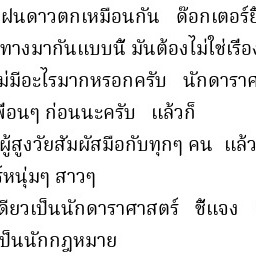 ฝนดาวตกเหมือนกัน ด๊อกเตอร์
ทางมากันแบบนี้ มันต้องไม่ใช่เรื่อง
ไม่มีอะไรมากหรอกครับ นักดารา
เพื่อนๆ ก่อนนะครับ แล้วก็
ผู้สูงวัยสัมผัสมือกับทุกๆ คน แล้ว
หนุ่มๆ สาวๆ
เดียวเป็นนักดาราศาสตร์ ชี้แจง
เป็นนักกฎหมาย